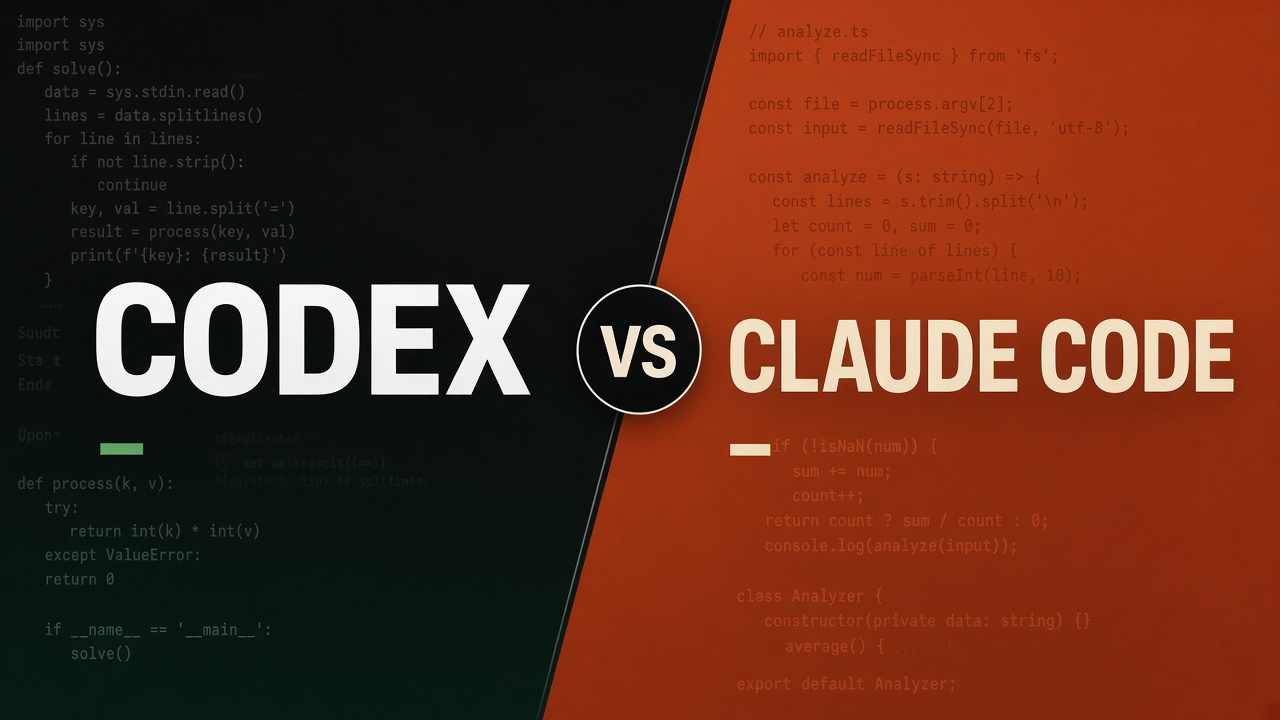 import sys
import sys
def solve():
data = sys.stdin.read()
lines = data.splitlines()
for line in lines:
if not line.strip():
continue
key, val = line.split('=')
result = process(key, val)
print(f'{key}: {result}')
}
CODEX
Suudt
Sta
Enda
Upon
def process(k, v):
try:
return int(k) * int(v)
except ValueError:
return 0
if __name__ == '__main__':
solve()
VS
// analyze.ts
import { readFileSync } from 'fs';
const file = process.argv[2];
const input = readFileSync(file, 'utf-8');
const analyze = (s: string) => {
const lines = s.trim().split('\n');
let count = 0, sum = 0;
for (const line of lines) {
const num = parseInt(line, 10);
CLAUDE CODE
if (!isNaN(num)) {
sum += num;
count++;
return count ? sum / count : 0;
console.log(analyze(input));
class Analyzer {
constructor(private data: string) {}
average() { ....
export default Analyzer;